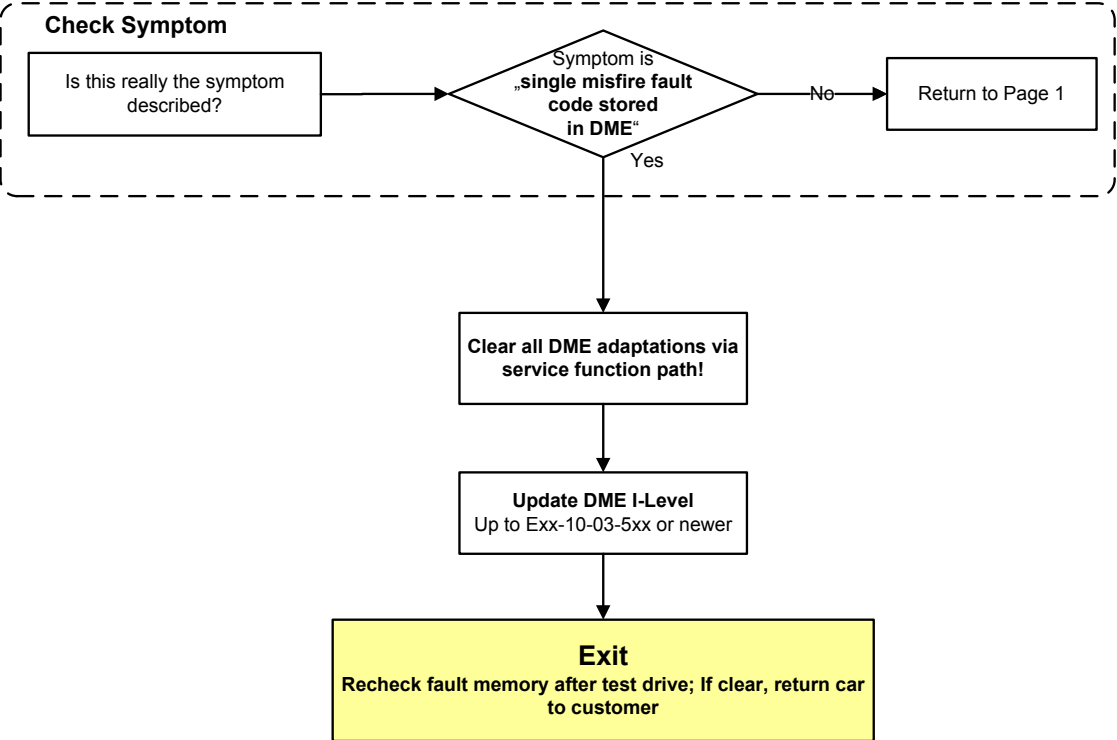 Check Symptom
Is this really the symptom
described?
Symptom is
„single misfire fault
code stored
in DME“
No
Return to Page 1
Yes
Clear all DME adaptations via
service function path!
Update DME I-Level
Up to Exx-10-03-5xx or newer
Exit
Recheck fault memory after test drive; If clear, return car
to customer